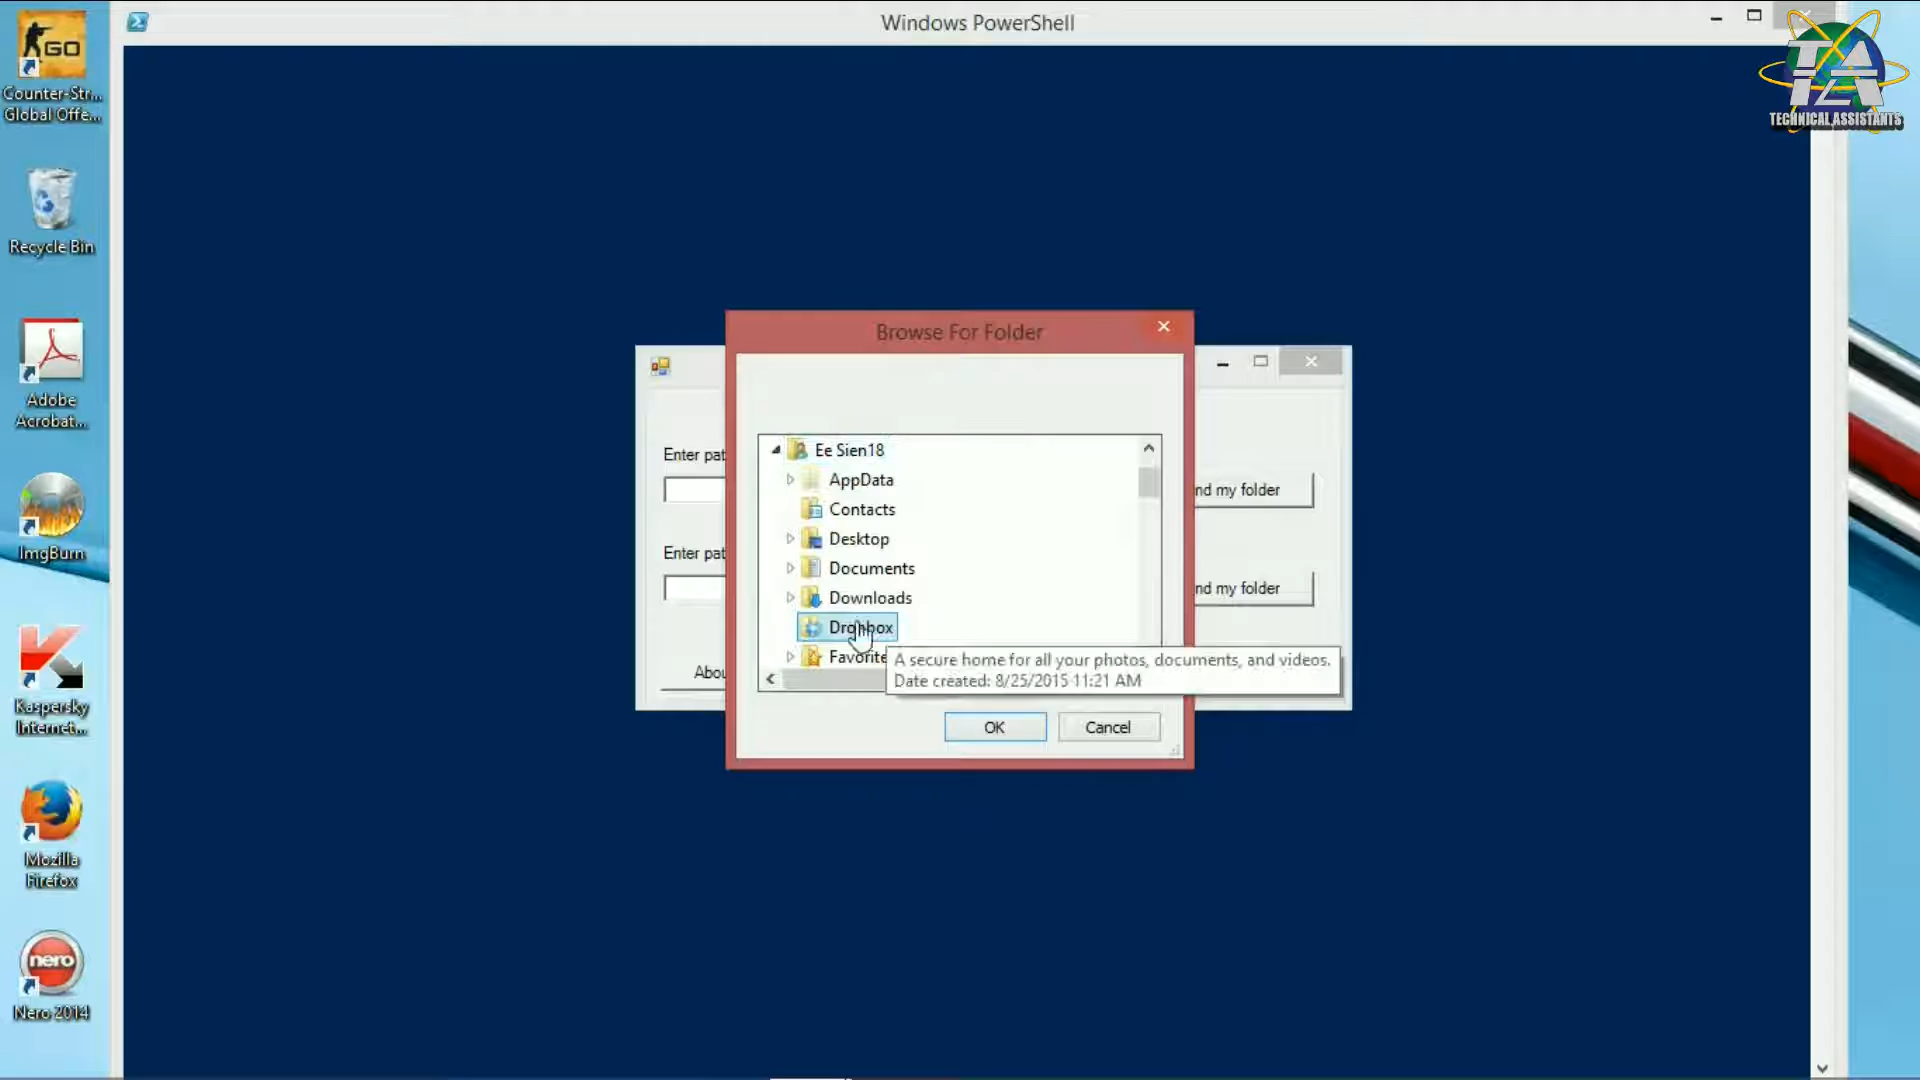 Windows PowerShell
TA
TECHNICAL ASSISTANTS
GO
Counter-Str...
Global Offe...
Recycle Bin
Adobe
Acrobat...
ImgBurn
Kaspersky
Internet...
Mozilla
Firefox
nero
Nero 2014
Browse For Folder
Ee Sien18
AppData
Contacts
Desktop
Documents
Downloads
Dropbox
Favorite
A secure home for all your photos, documents, and videos.
Date created: 8/25/2015 11:21 AM
OK
Cancel
Enter pat
nd my folder
Enter pat
nd my folder
Abou